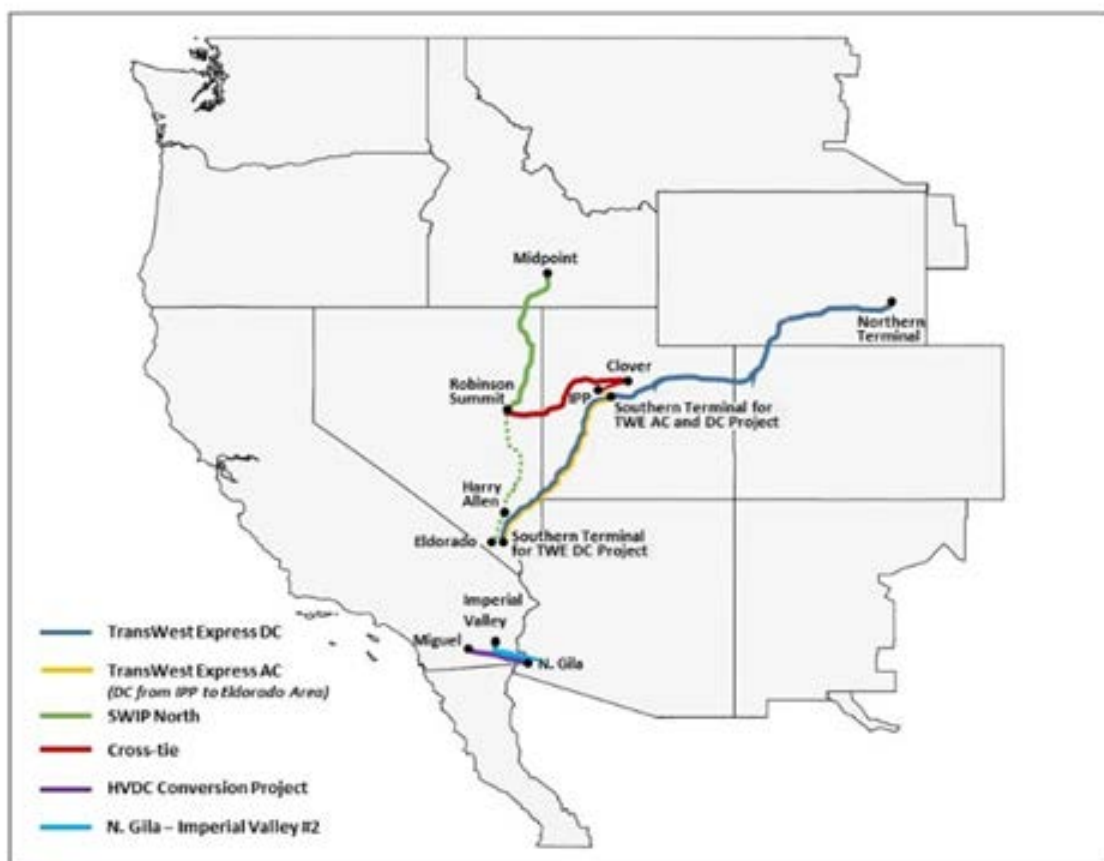 Midpoint
Northern
Terminal
Clover
Robinson
Summit
IPP
Southern Terminal for
TWE AC and DC Project
Harry
Allen
Eldorado
Southern Terminal
for TWE DC Project
Imperial
Valley
Miguel
N. Gila
TransWest Express DC
TransWest Express AC
(DC from IPP to Eldorado Area)
SWIP North
Cross-tie
HVDC Conversion Project
N. Gila – Imperial Valley #2